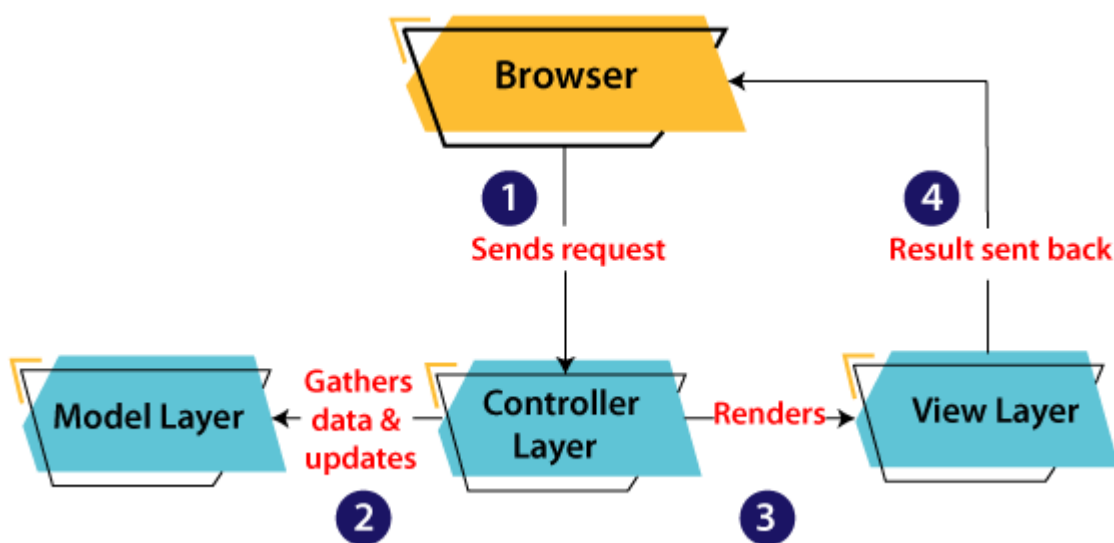 Browser
1
4
Sends request
Result sent back
Model Layer
Gathers
data &
updates
Controller
Layer
Renders
View Layer
2
3